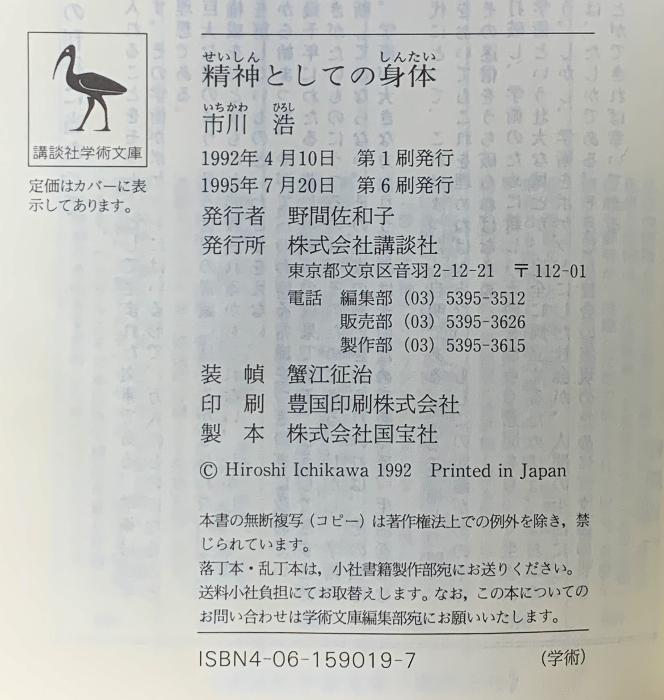 講談社学術文庫
定価はカバーに表
示してあります。
せいしん しんたい
精神としての身体
いちかわ ひろし
市川 浩
1992年4月10日 第1刷発行
1995年7月20日 第6刷発行
発行者 野間佐和子
発行所 株式会社講談社
東京都文京区音羽 2-12-21 〒112-01
電話 編集部 (03) 5395-3512
販売部 (03) 5395-3626
製作部 (03) 5395-3615
装 幀 蟹江征治
印 刷 豊国印刷株式会社
製 本 株式会社国宝社
© Hiroshi Ichikawa 1992 Printed in Japan
本書の無断複写(コピー)は著作権法上での例外を除き,禁
じられています。
落丁本・乱丁本は,小社書籍製作部宛にお送りください。
送料小社負担にてお取替えします。なお,この本についての
お問い合わせは学術文庫編集部宛にお願いいたします。
ISBN4-06-159019-7 (学術)